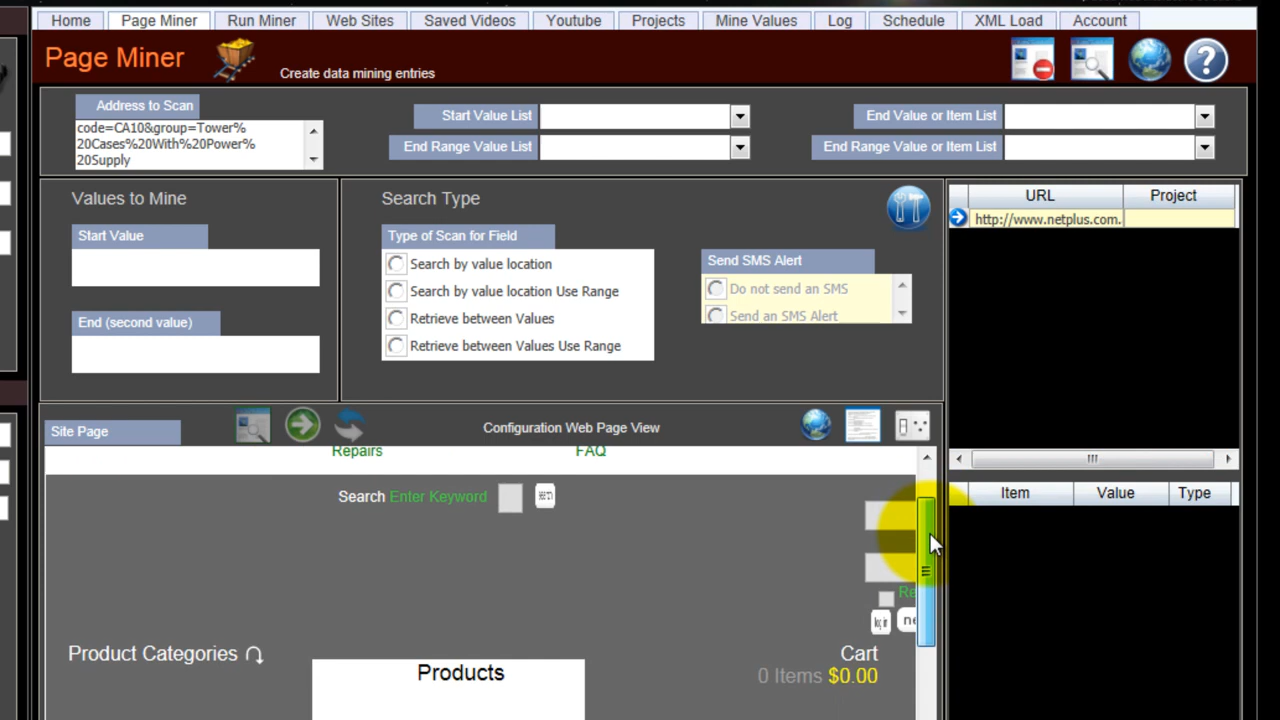 Home Page Miner Run Miner Web Sites Saved Videos Youtube Projects Mine Values Log Schedule XML Load Account
Page Miner
Create data mining entries
Address to Scan
code=CA10&group=Tower%
20Cases%20With%20Power%
20Supply
Start Value List
End Range Value List
End Value or Item List
End Range Value or Item List
Values to Mine
Start Value
End (second value)
Search Type
Type of Scan for Field
Search by value location
Search by value location Use Range
Retrieve between Values
Retrieve between Values Use Range
Send SMS Alert
Do not send an SMS
Send an SMS Alert
URL Project
http://www.netplus.com.
Site Page
Configuration Web Page View
Repairs FAQ
Search Enter Keyword
Re
log in ne
Product Categories
Products
Cart
0 Items $0.00
Item Value Type